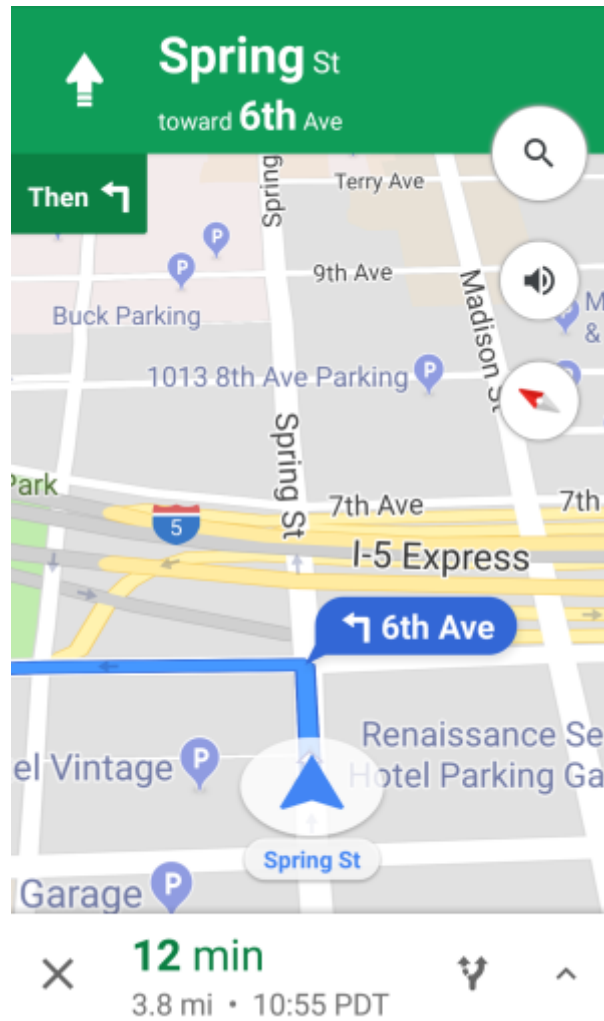 Spring St
toward 6th Ave
Then
Spring
Terry Ave
9th Ave
Madison St
Buck Parking
M
&
1013 8th Ave Parking
Spring St
Park
7th Ave
7th
5
I-5 Express
6th Ave
Renaissance Se
Hotel Parking Ga
el Vintage
Spring St
Garage
12 min
3.8 mi • 10:55 PDT